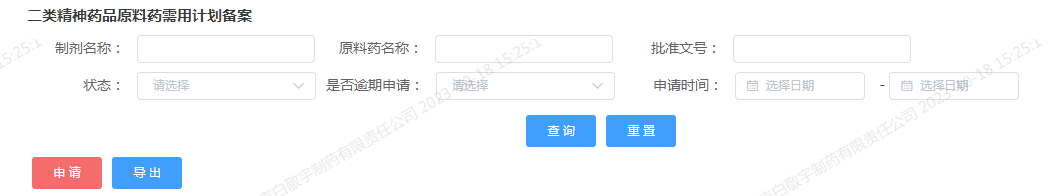 二类精神药品原料药需用计划备案
制剂名称： 原料药名称： 批准文号：
状态： 请选择 是否逾期申请： 请选择 申请时间： 选择日期 - 选择日期
查 询 重 置
申 请 导 出